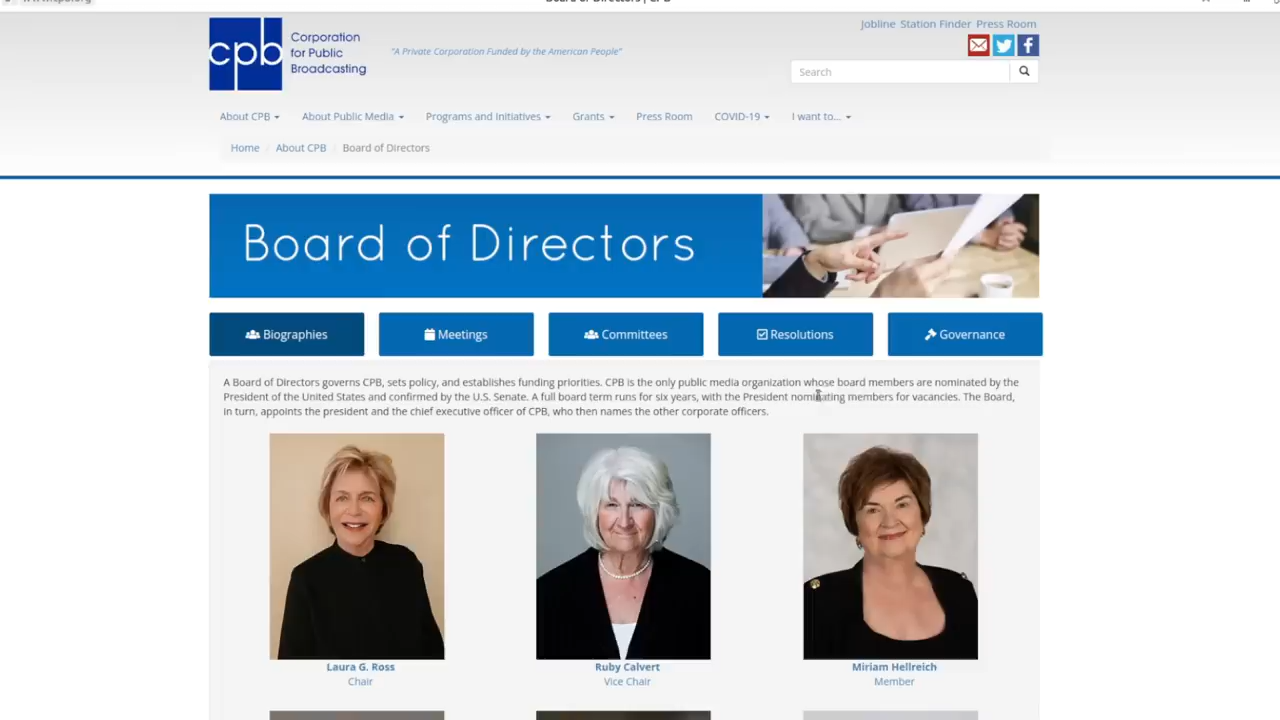 Jobline Station Finder Press Room
cpb
Corporation
for Public
Broadcasting
"A Private Corporation Funded by the American People"
Search
About CPB
About Public Media
Programs and Initiatives
Grants
Press Room
COVID-19
I want to...
Home / About CPB / Board of Directors
Board of Directors
Biographies
Meetings
Committees
Resolutions
Governance
A Board of Directors governs CPB, sets policy, and establishes funding priorities. CPB is the only public media organization whose board members are nominated by the
President of the United States and confirmed by the U.S. Senate. A full board term runs for six years, with the President nominating members for vacancies. The Board,
in turn, appoints the president and the chief executive officer of CPB, who then names the other corporate officers.
Laura G. Ross
Chair
Ruby Calvert
Vice Chair
Miriam Hellreich
Member